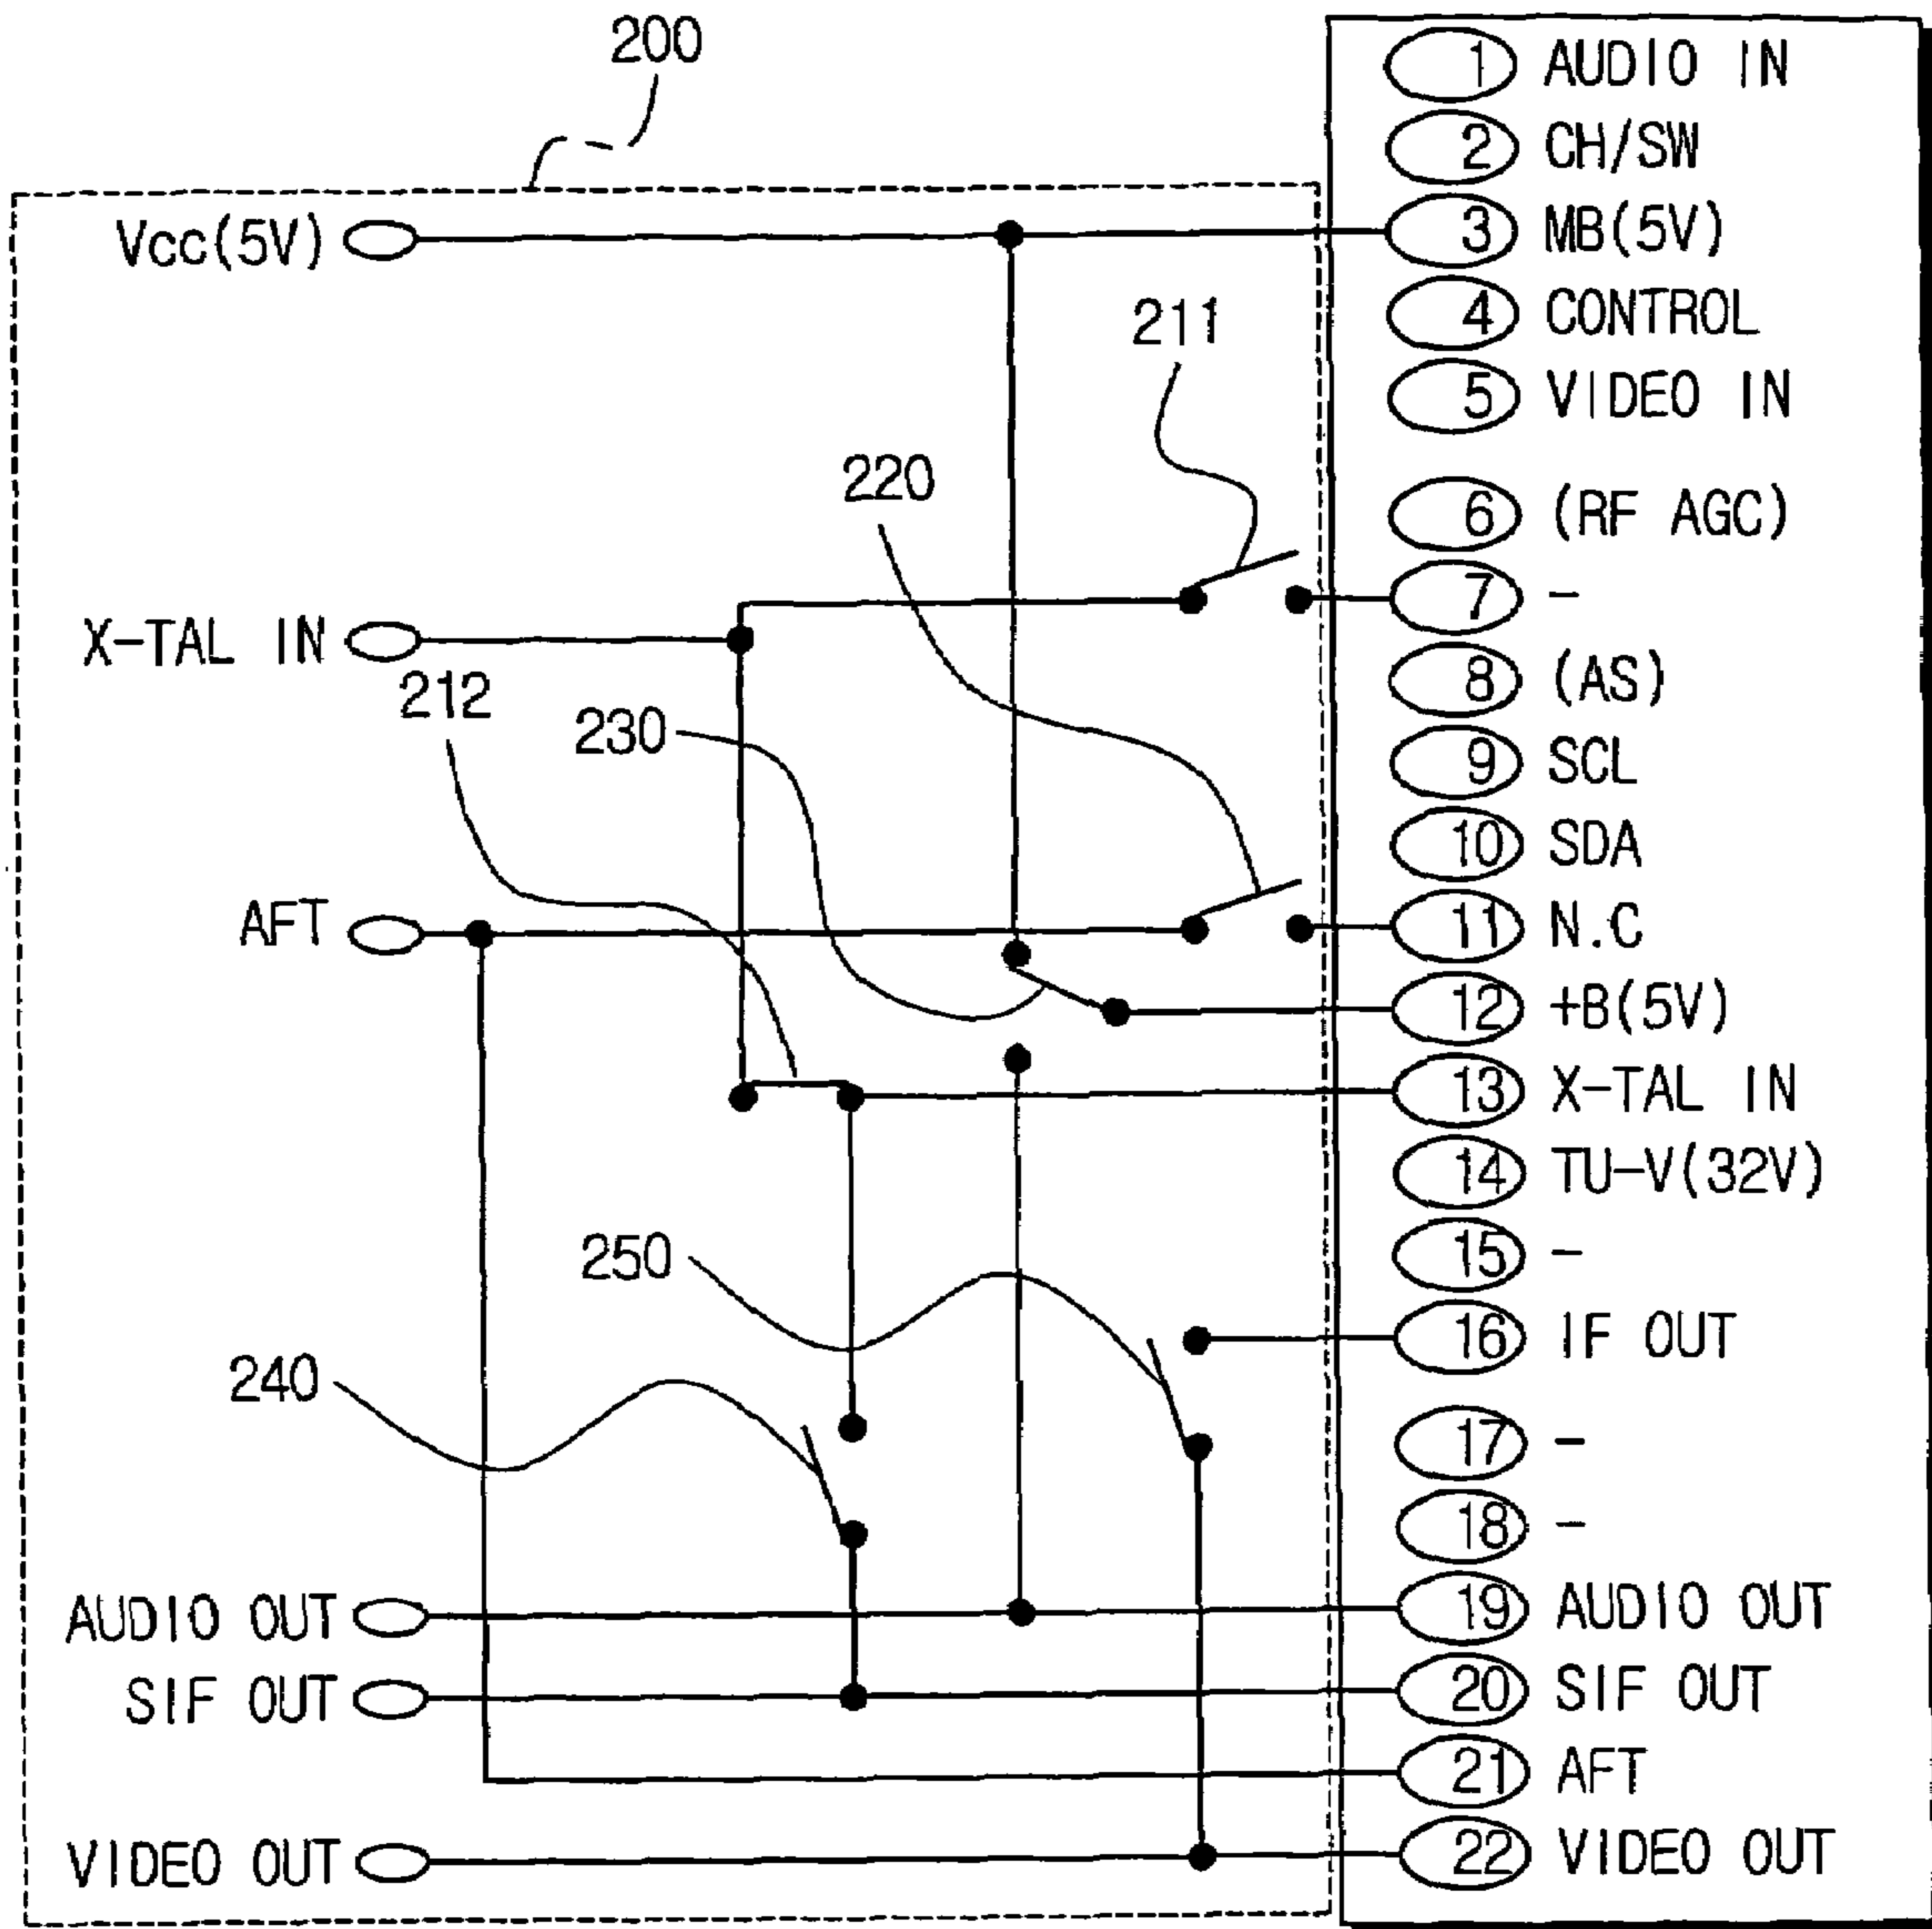 200
1 AUDIO IN
2 CH/SW
Vcc(5V)
3 MB(5V)
211
4 CONTROL
5 VIDEO IN
220
6 (RF AGC)
7 -
X-TAL IN
212
230
8 (AS)
9 SCL
10 SDA
AFT
11 N.C
12 +B(5V)
13 X-TAL IN
14 TU-V(32V)
250
15 -
16 IF OUT
240
17 -
18 -
AUDIO OUT
19 AUDIO OUT
SIF OUT
20 SIF OUT
21 AFT
VIDEO OUT
22 VIDEO OUT